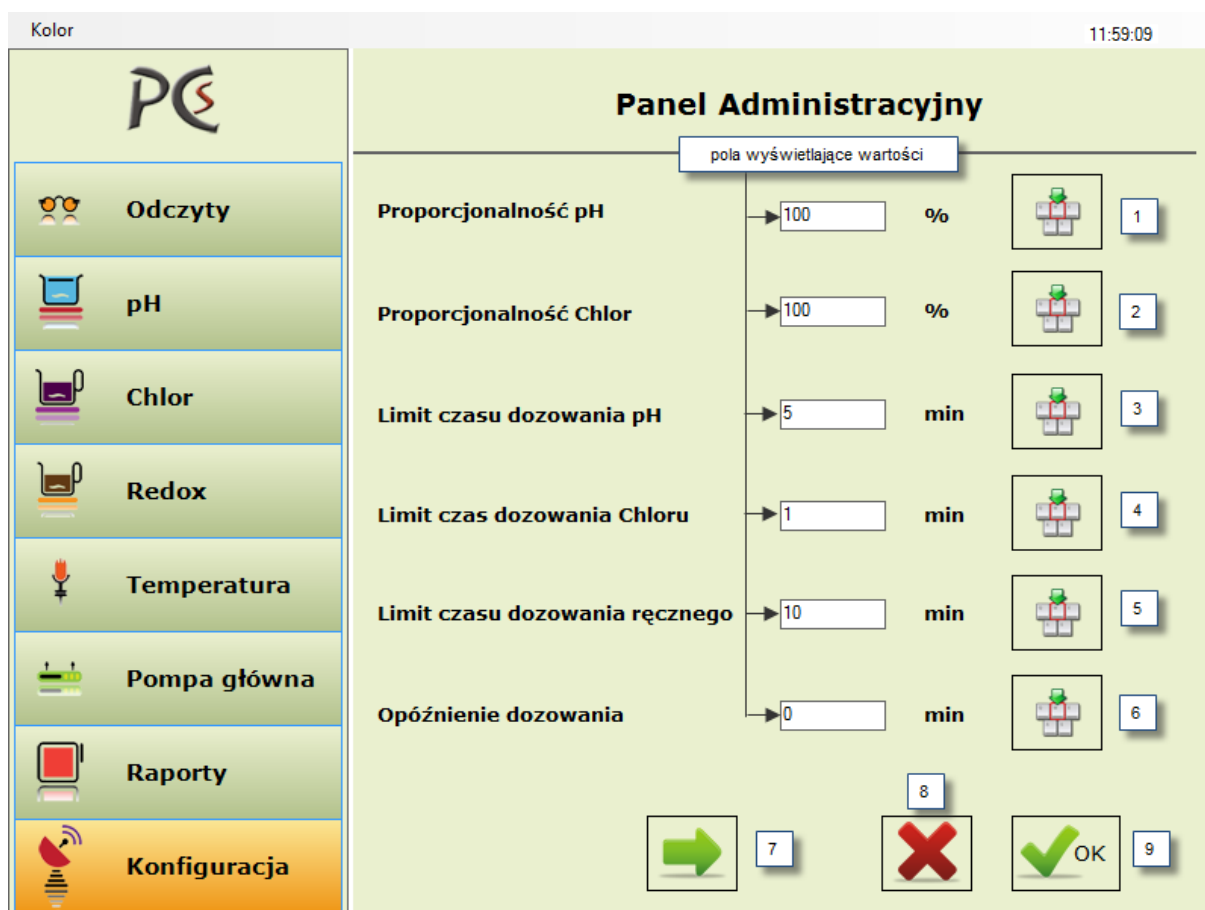 Kolor
11:59:09
PCs
Panel Administracyjny
pola wyświetlające wartości
Odczyty
pH
Chlor
Redox
Temperatura
Pompa główna
Raporty
Konfiguracja
Proporcjonalność pH 100 % 1
Proporcjonalność Chlor 100 % 2
Limit czasu dozowania pH 5 min 3
Limit czas dozowania Chloru 1 min 4
Limit czasu dozowania ręcznego 10 min 5
Opóźnienie dozowania 0 min 6
8
7
OK 9